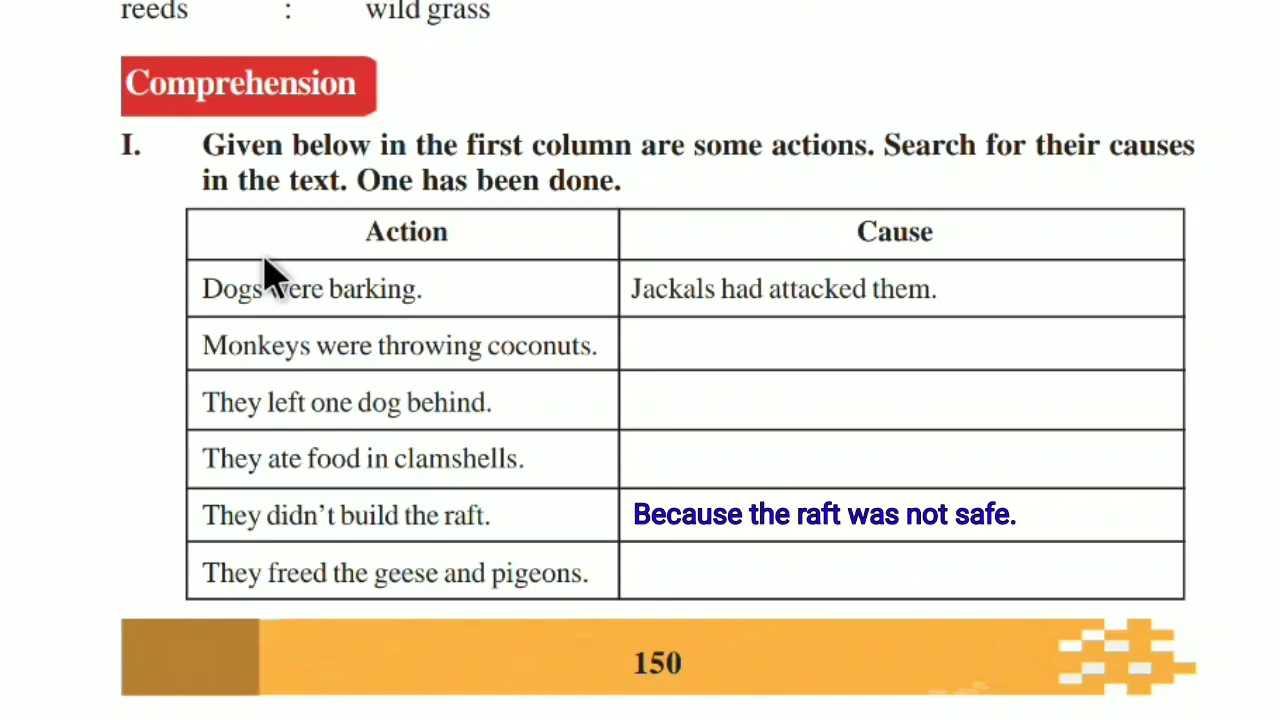 reeds : wild grass
Comprehension
I. Given below in the first column are some actions. Search for their causes
in the text. One has been done.
Action Cause
Dogs were barking. Jackals had attacked them.
Monkeys were throwing coconuts.
They left one dog behind.
They ate food in clamshells.
They didn't build the raft. Because the raft was not safe.
They freed the geese and pigeons.
150